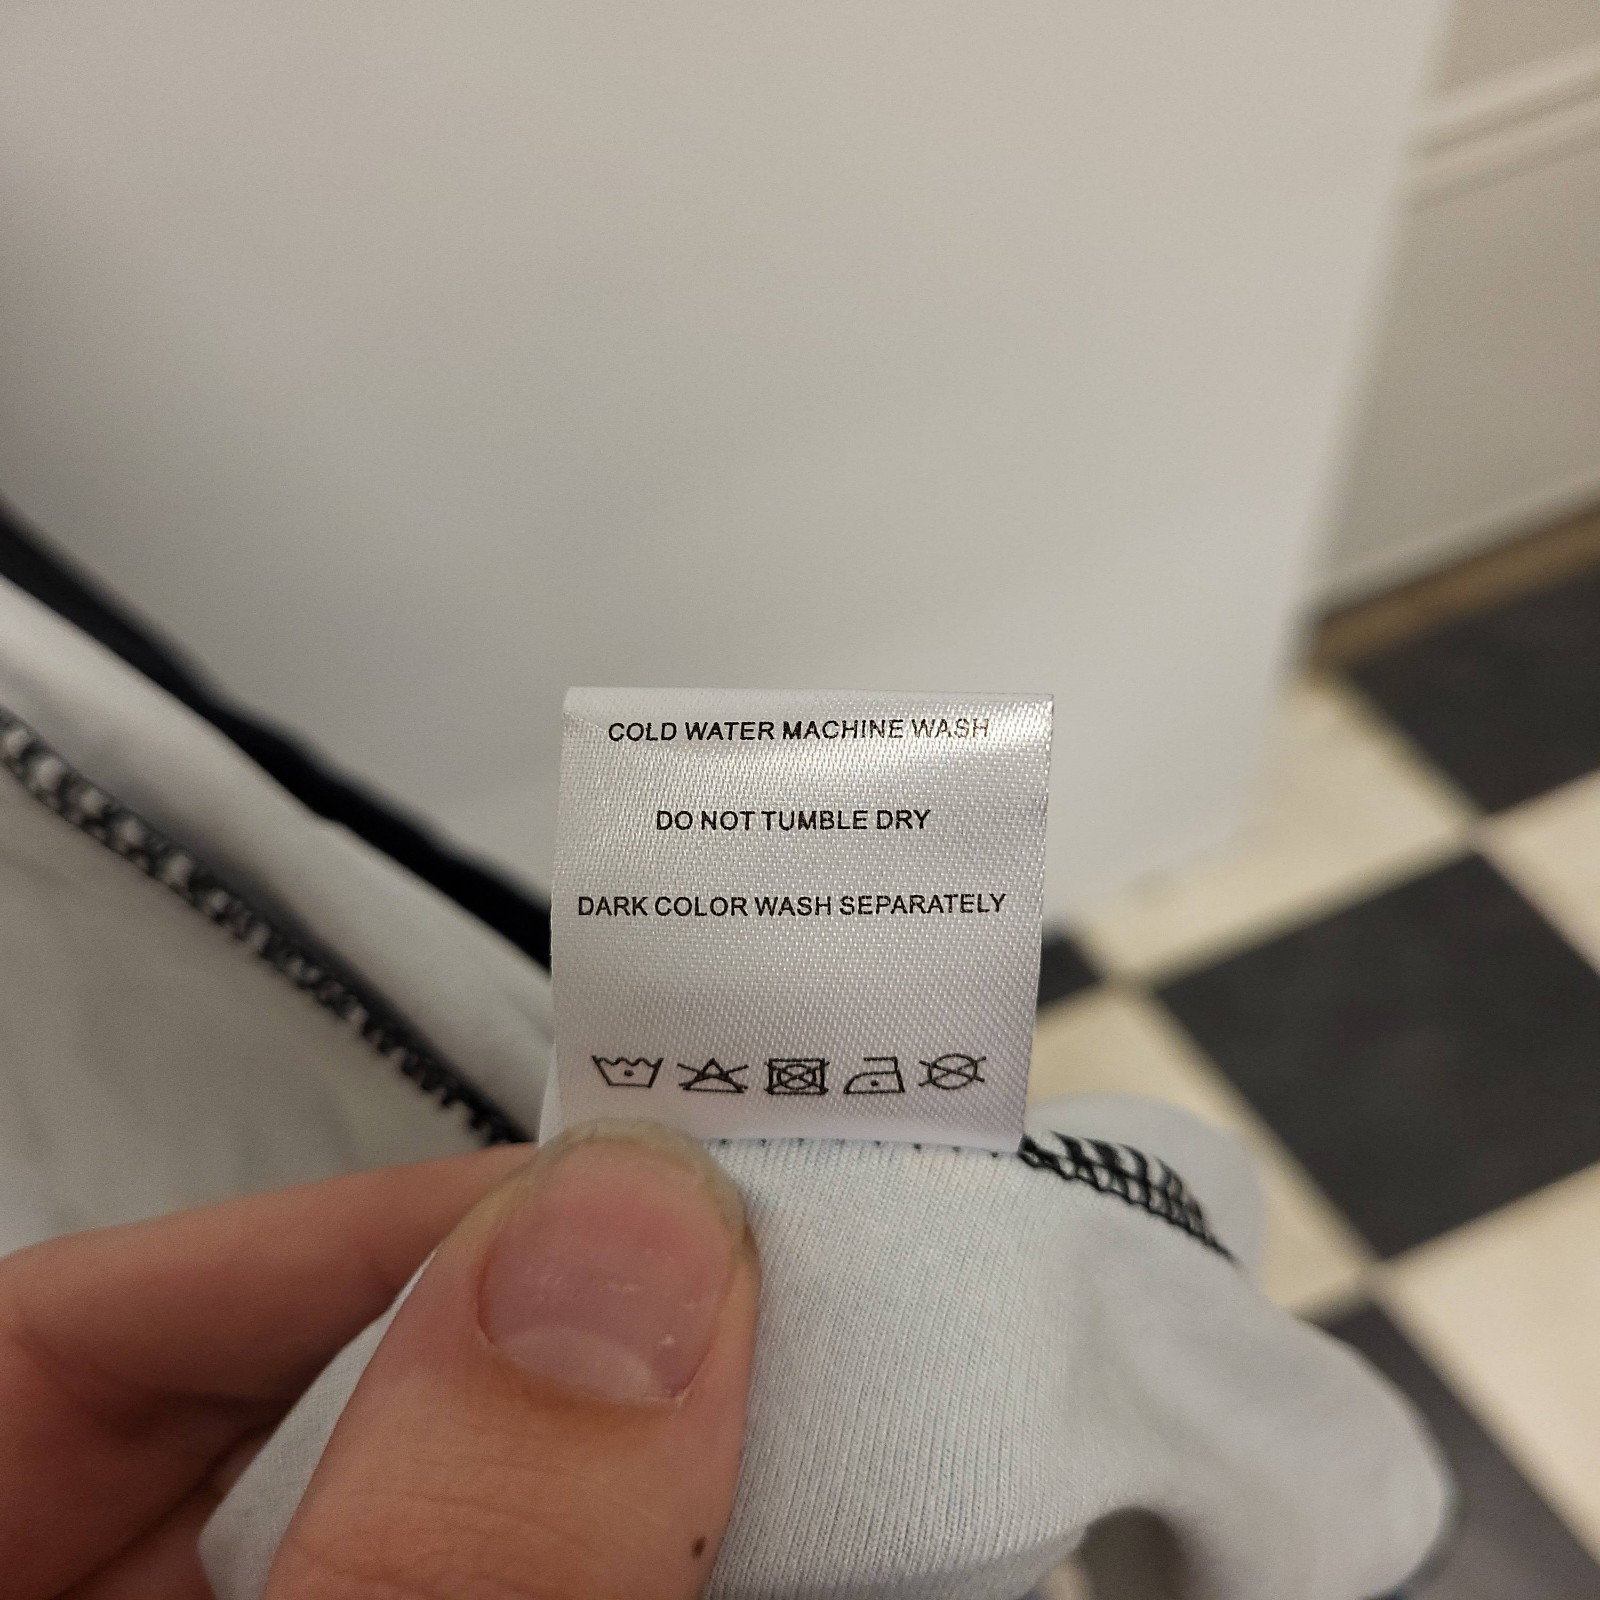 COLD WATER MACHINE WASH
DO NOT TUMBLE DRY
DARK COLOR WASH SEPARATELY